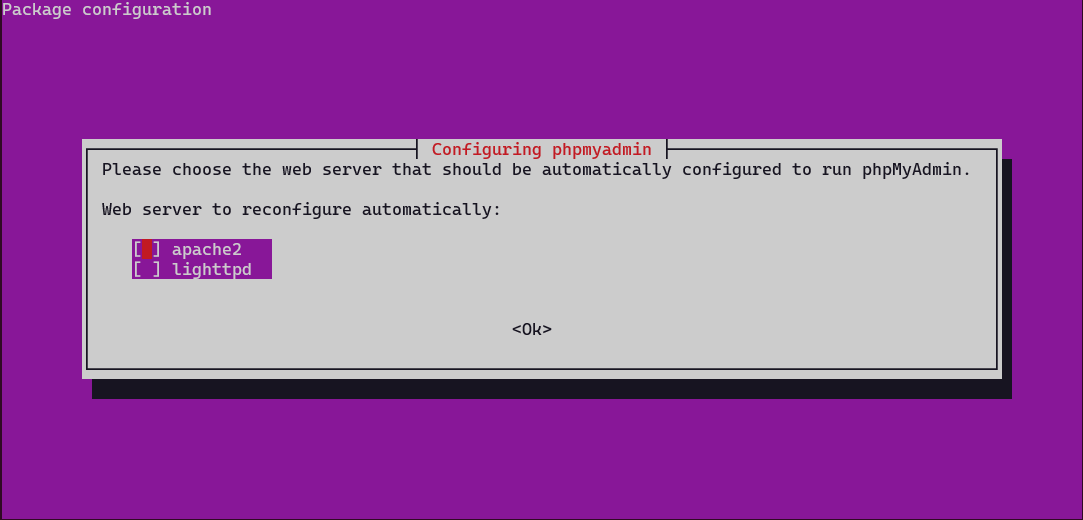 Package configuration
Configuring phpmyadmin
Please choose the web server that should be automatically configured to run phpMyAdmin.
Web server to reconfigure automatically:
[ ] apache2
[ ] lighttpd
<Ok>